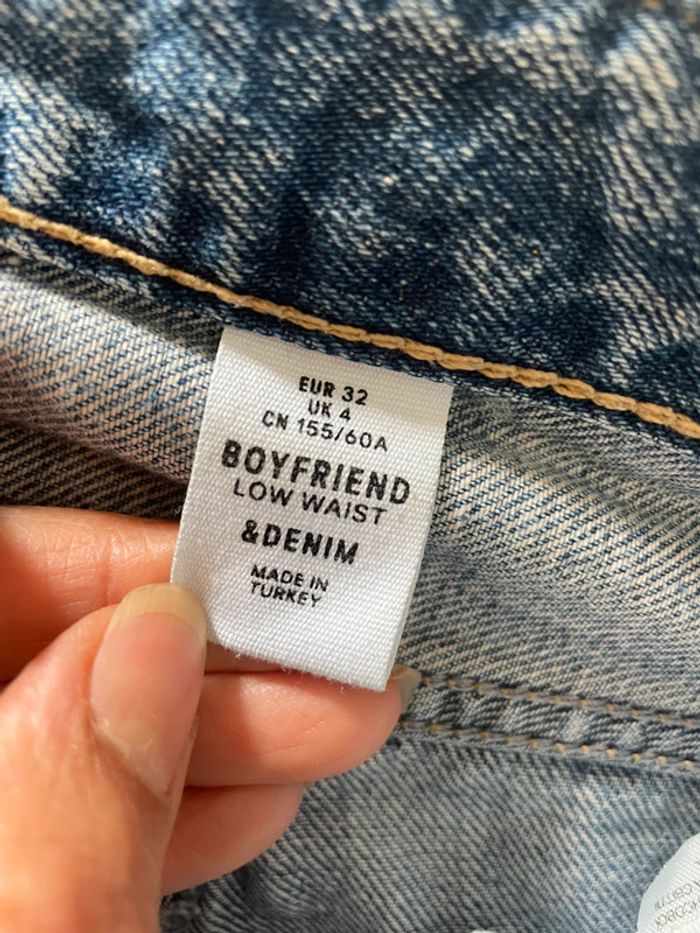 EUR 32
UK 4
CN 155/60A
BOYFRIEND
LOW WAIST
&DENIM
MADE IN
TURKEY